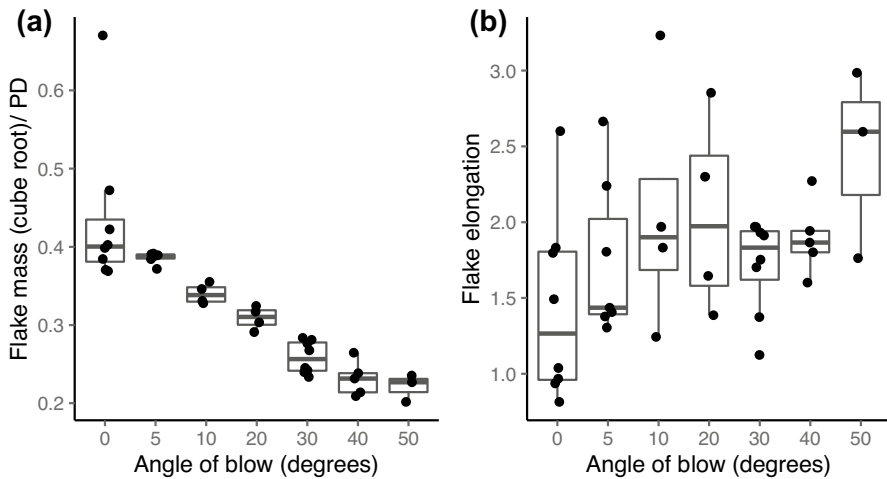 (a)
Flake mass (cube root)/ PD
0.6
0.5
0.4
0.3
0.2
0 5 10 20 30 40 50
Angle of blow (degrees)
(b)
Flake elongation
3.0
2.5
2.0
1.5
1.0
0 5 10 20 30 40 50
Angle of blow (degrees)